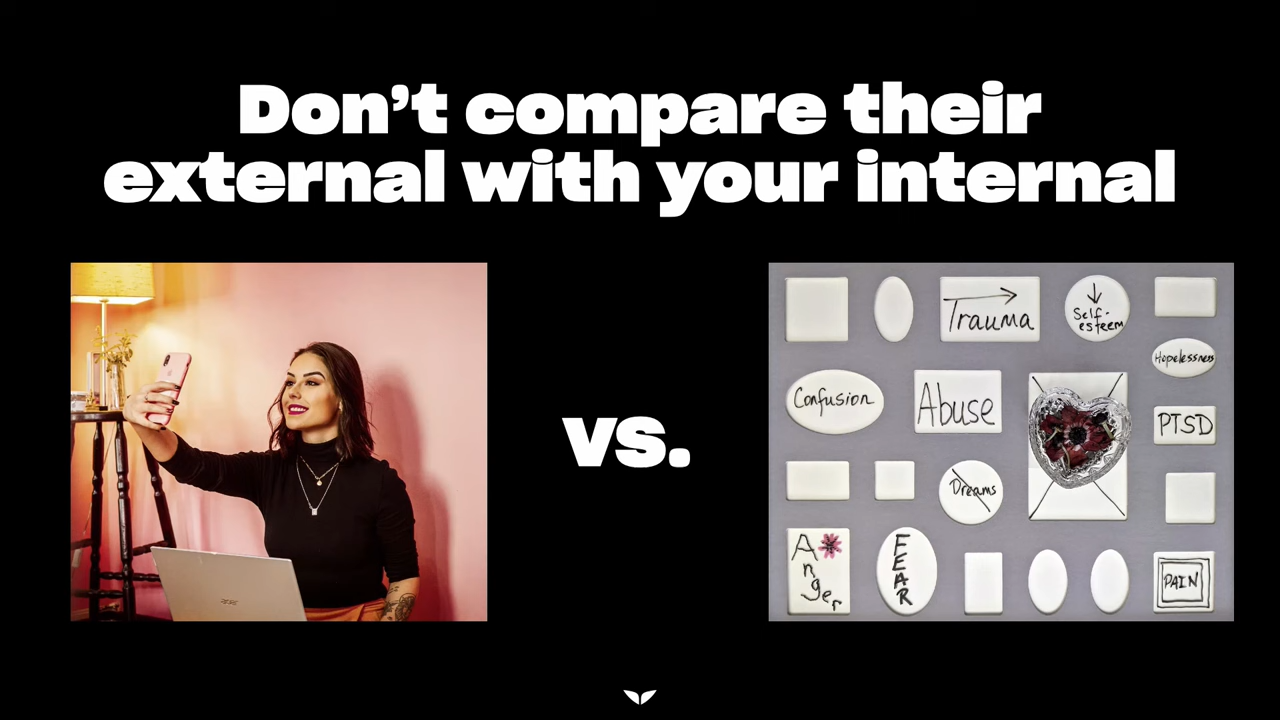 Don’t compare their
external with your internal
vs.
Trauma
Self-
esteem
Hopelessness
Confusion
Abuse
PTSD
Dreams
Anger
FEAR
PAIN